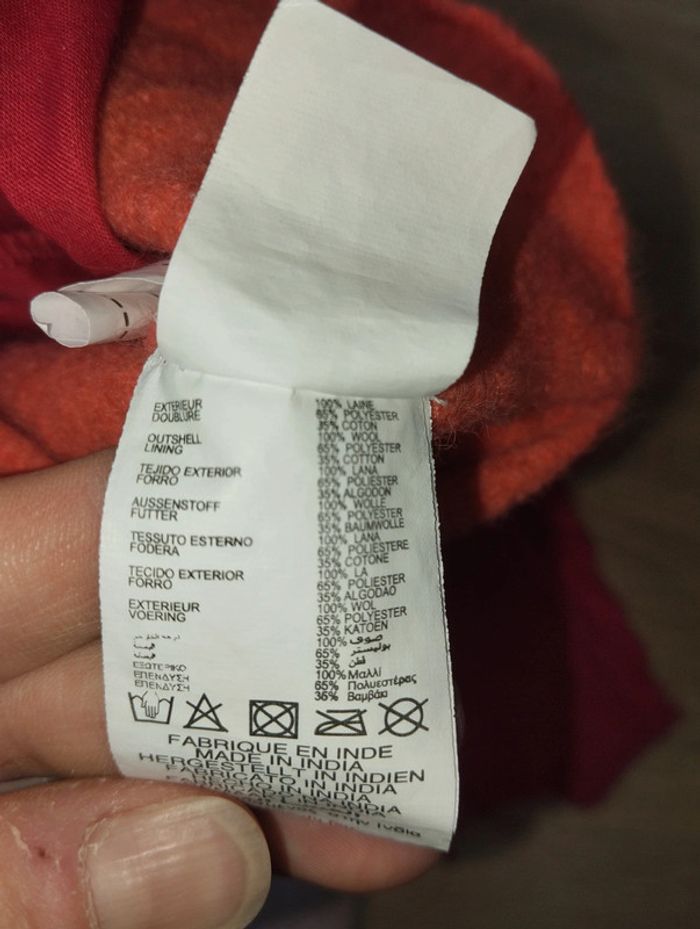 EXTERIEUR 100% LAINE
DOUBLURE 65% POLYESTER
35% COTON
OUTSHELL 100% WOOL
LINING 65% POLYESTER
35% COTTON
TEJIDO EXTERIOR 100% LANA
FORRO 65% POLIESTER
35% ALGODON
AUSSENSTOFF 100% WOLLE
FUTTER 65% POLYESTER
35% BAUMWOLLE
TESSUTO ESTERNO 100% LANA
FODERA 65% POLIESTERE
35% COTONE
TECIDO EXTERIOR 100% LA
FORRO 65% POLIESTER
35% ALGODAO
EXTERIEUR 100% WOL
VOERING 65% POLYESTER
35% KATOEN
100% صوف
65% بوليستر
35% قطن
ΕΞΩΤΕΡΙΚΟ 100% Μαλλί
ΕΠΕΝΔΥΣΗ 65% Πολυεστέρας
ΕΠΕΝΔΥΣΗ 35% Βαμβάκι
FABRIQUE EN INDE
MADE IN INDIA
HERGESTELLT IN INDIEN
FABRICATO IN INDIA